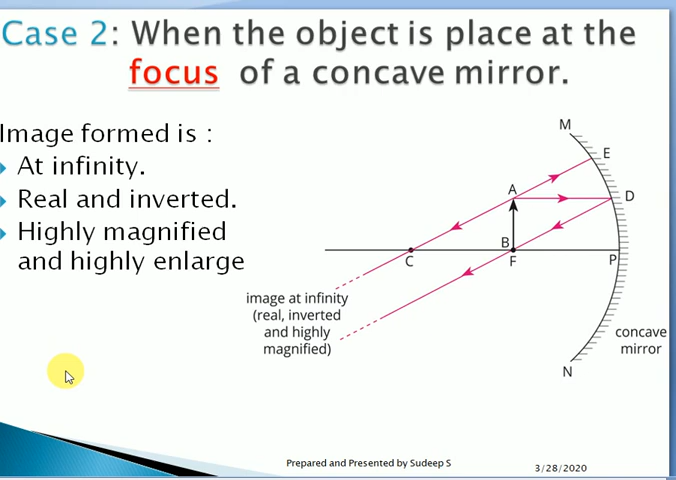 Case 2: When the object is place at the
focus of a concave mirror.
Image formed is :
At infinity.
Real and inverted.
Highly magnified
and highly enlarge
M
E
A
D
B
C
F
P
image at infinity
(real, inverted
and highly
magnified)
concave
mirror
N
Prepared and Presented by Sudeep S
3/28/2020